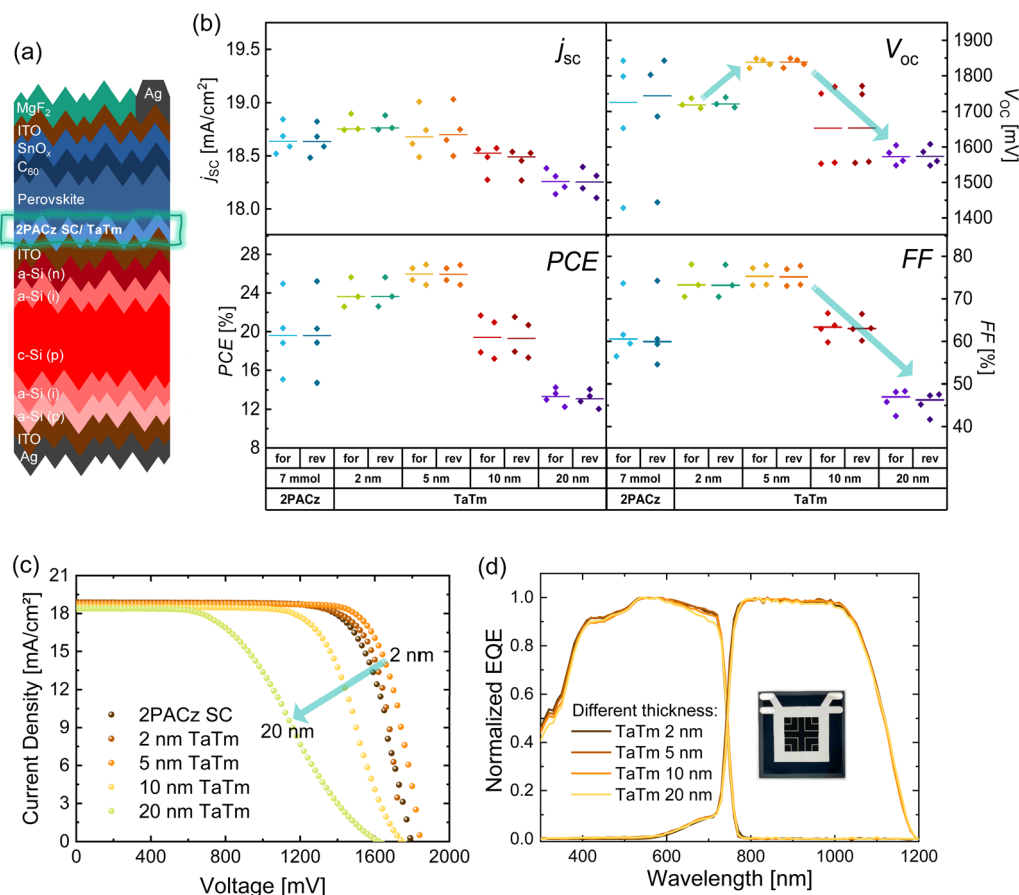 (a)
Ag
MgF₂
ITO
SnOₓ
C₆₀
Perovskite
2PACz SC/ TaTm
ITO
a-Si (n)
a-Si (i)
c-Si (p)
a-Si (i)
a-Si (p)
ITO
Ag
(b)
19.5
19.0
18.5
18.0
jSC [mA/cm²]
jsc
Voc
1900
1800
1700
1600
1500
1400
VOC [mV]
28
24
20
16
12
8
PCE [%]
PCE
FF
80
70
60
50
40
FF [%]
for rev for rev for rev for rev for rev for rev for rev for rev for rev for rev
7 mmol 2 nm 5 nm 10 nm 20 nm 7 mmol 2 nm 5 nm 10 nm 20 nm
2PACz TaTm 2PACz TaTm
(c)
21
18
15
12
9
6
3
0
Current Density [mA/cm²]
2 nm
20 nm
2PACz SC
2 nm TaTm
5 nm TaTm
10 nm TaTm
20 nm TaTm
0 400 800 1200 1600 2000
Voltage [mV]
(d)
1.0
0.8
0.6
0.4
0.2
0.0
Normalized EQE
Different thickness:
TaTm 2 nm
TaTm 5 nm
TaTm 10 nm
TaTm 20 nm
400 600 800 1000 1200
Wavelength [nm]